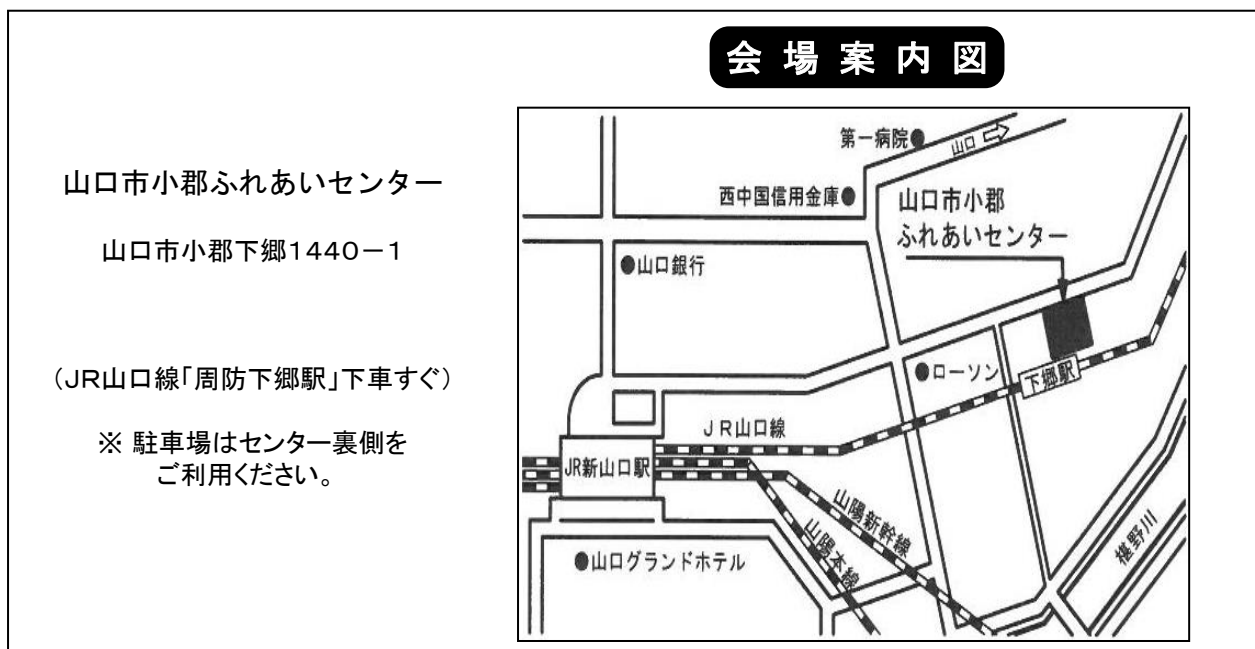 会場案内図
山口市小郡ふれあいセンター
山口市小郡下郷1440-1
(JR山口線「周防下郷駅」下車すぐ)
※ 駐車場はセンター裏側を
ご利用ください。
第一病院
山口
西中国信用金庫
山口市小郡
ふれあいセンター
山口銀行
ローソン
下郷駅
JR山口線
JR新山口駅
山陽新幹線
山陽本線
山口グランドホテル
椹野川